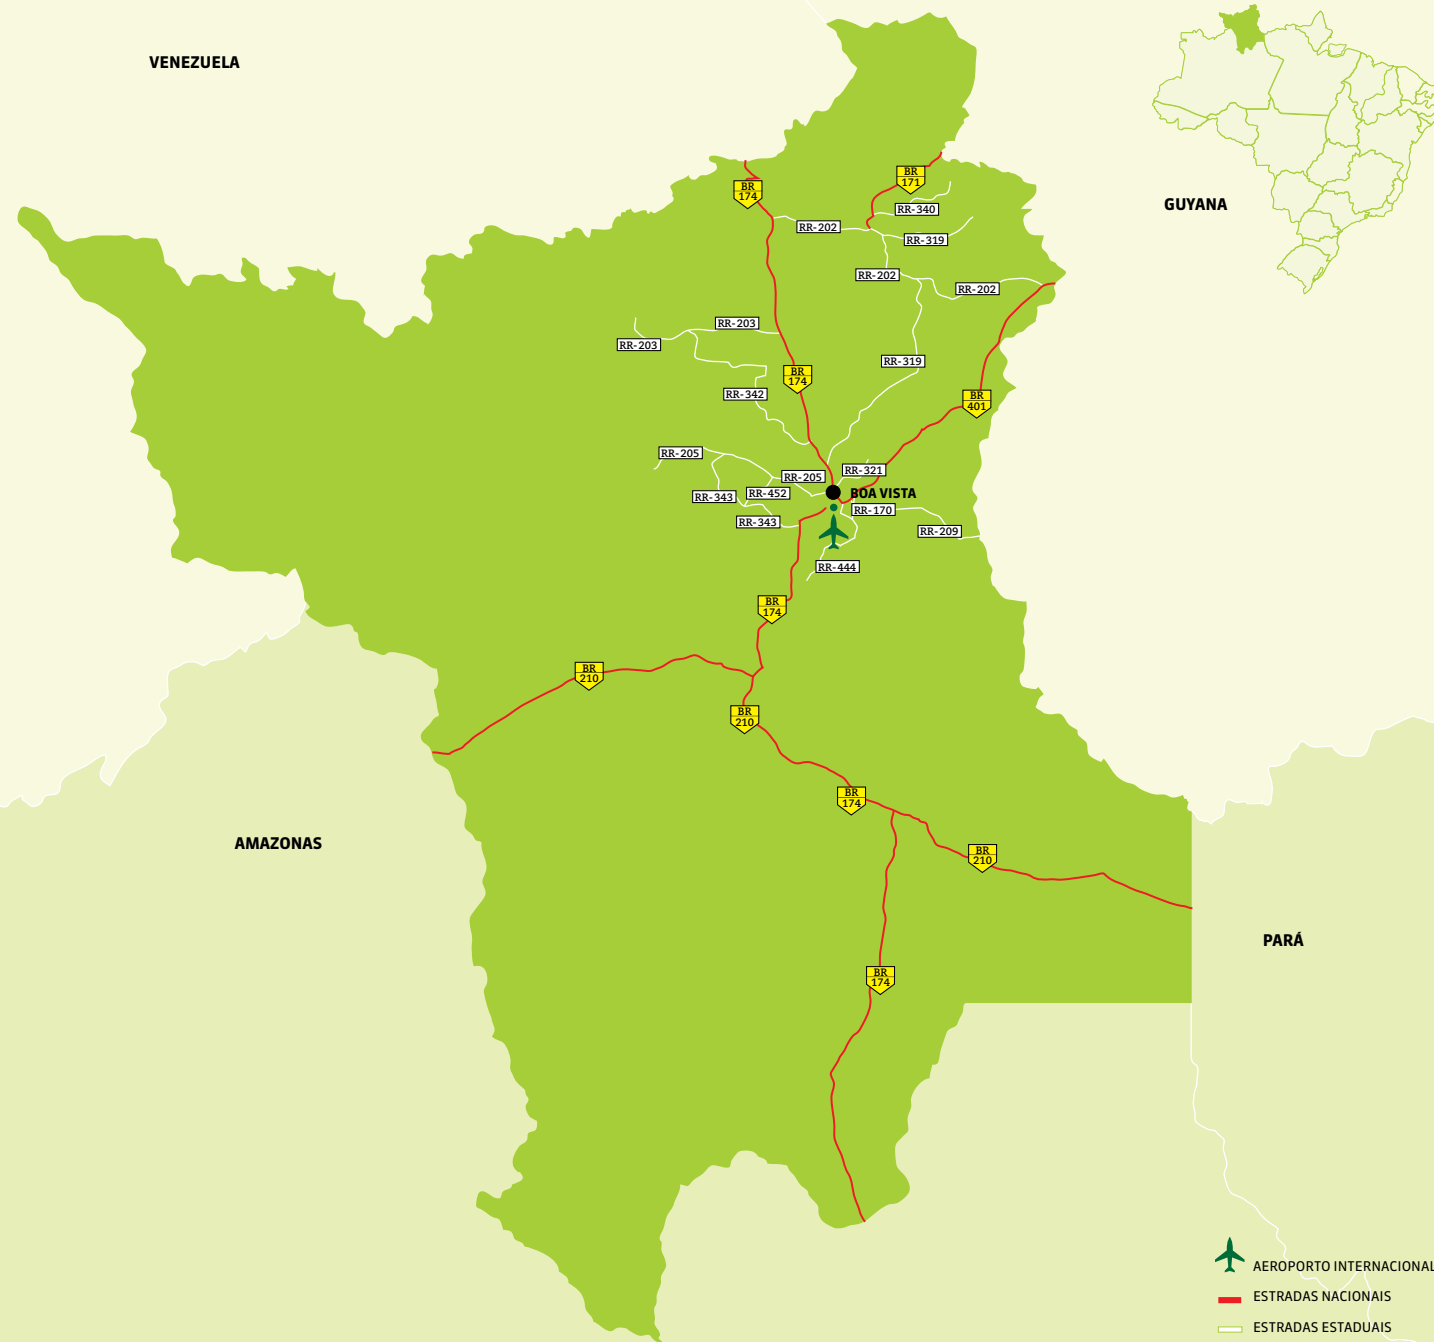 VENEZUELA
BR
171
BR
174
GUYANA
RR-340
RR-202
RR-319
RR-202
RR-202
RR-203
RR-203
RR-319
BR
174
RR-342
BR
401
RR-205
RR-321
RR-205
RR-452
BOA VISTA
RR-343
RR-170
RR-343
RR-209
RR-444
BR
174
BR
210
BR
210
BR
174
AMAZONAS
BR
210
PARÁ
BR
174
AEROPORTO INTERNACIONAL
ESTRADAS NACIONAIS
ESTRADAS ESTADUAIS